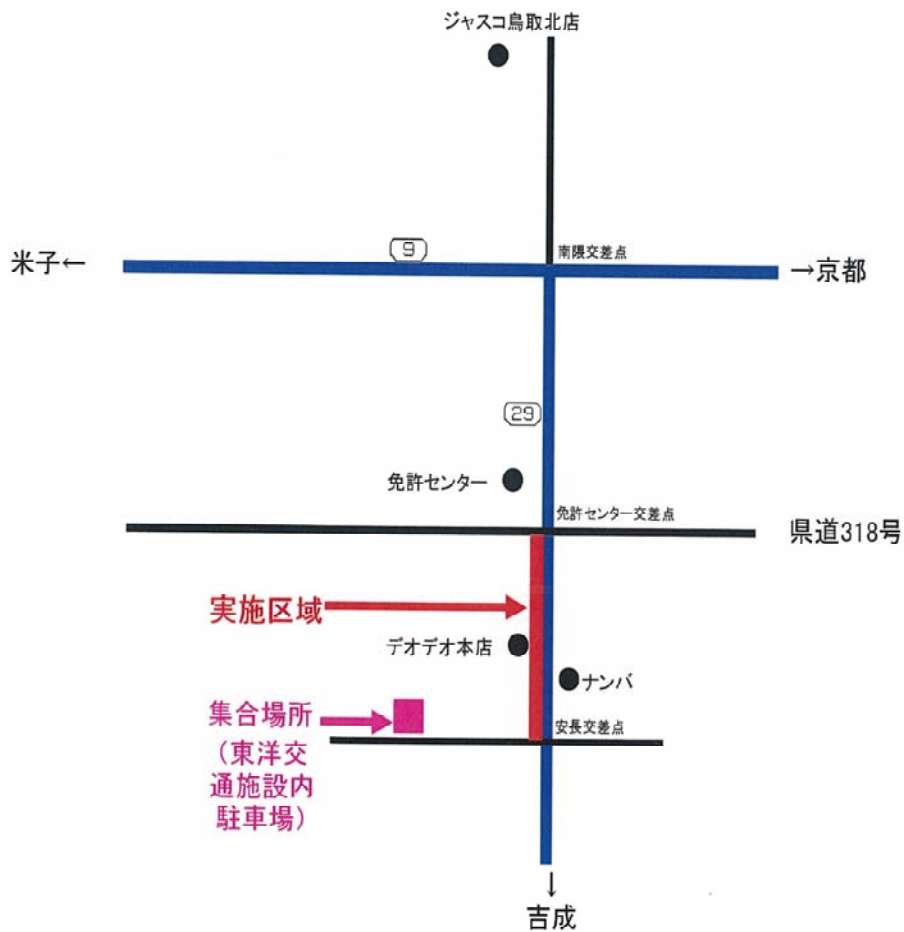 ジャスコ鳥取北店
9
南隈交差点
米子←
→京都
29
免許センター
免許センター交差点
県道318号
実施区域
デオデオ本店
ナンバ
集合場所
安長交差点
(東洋交
通施設内
駐車場)
↓
吉成